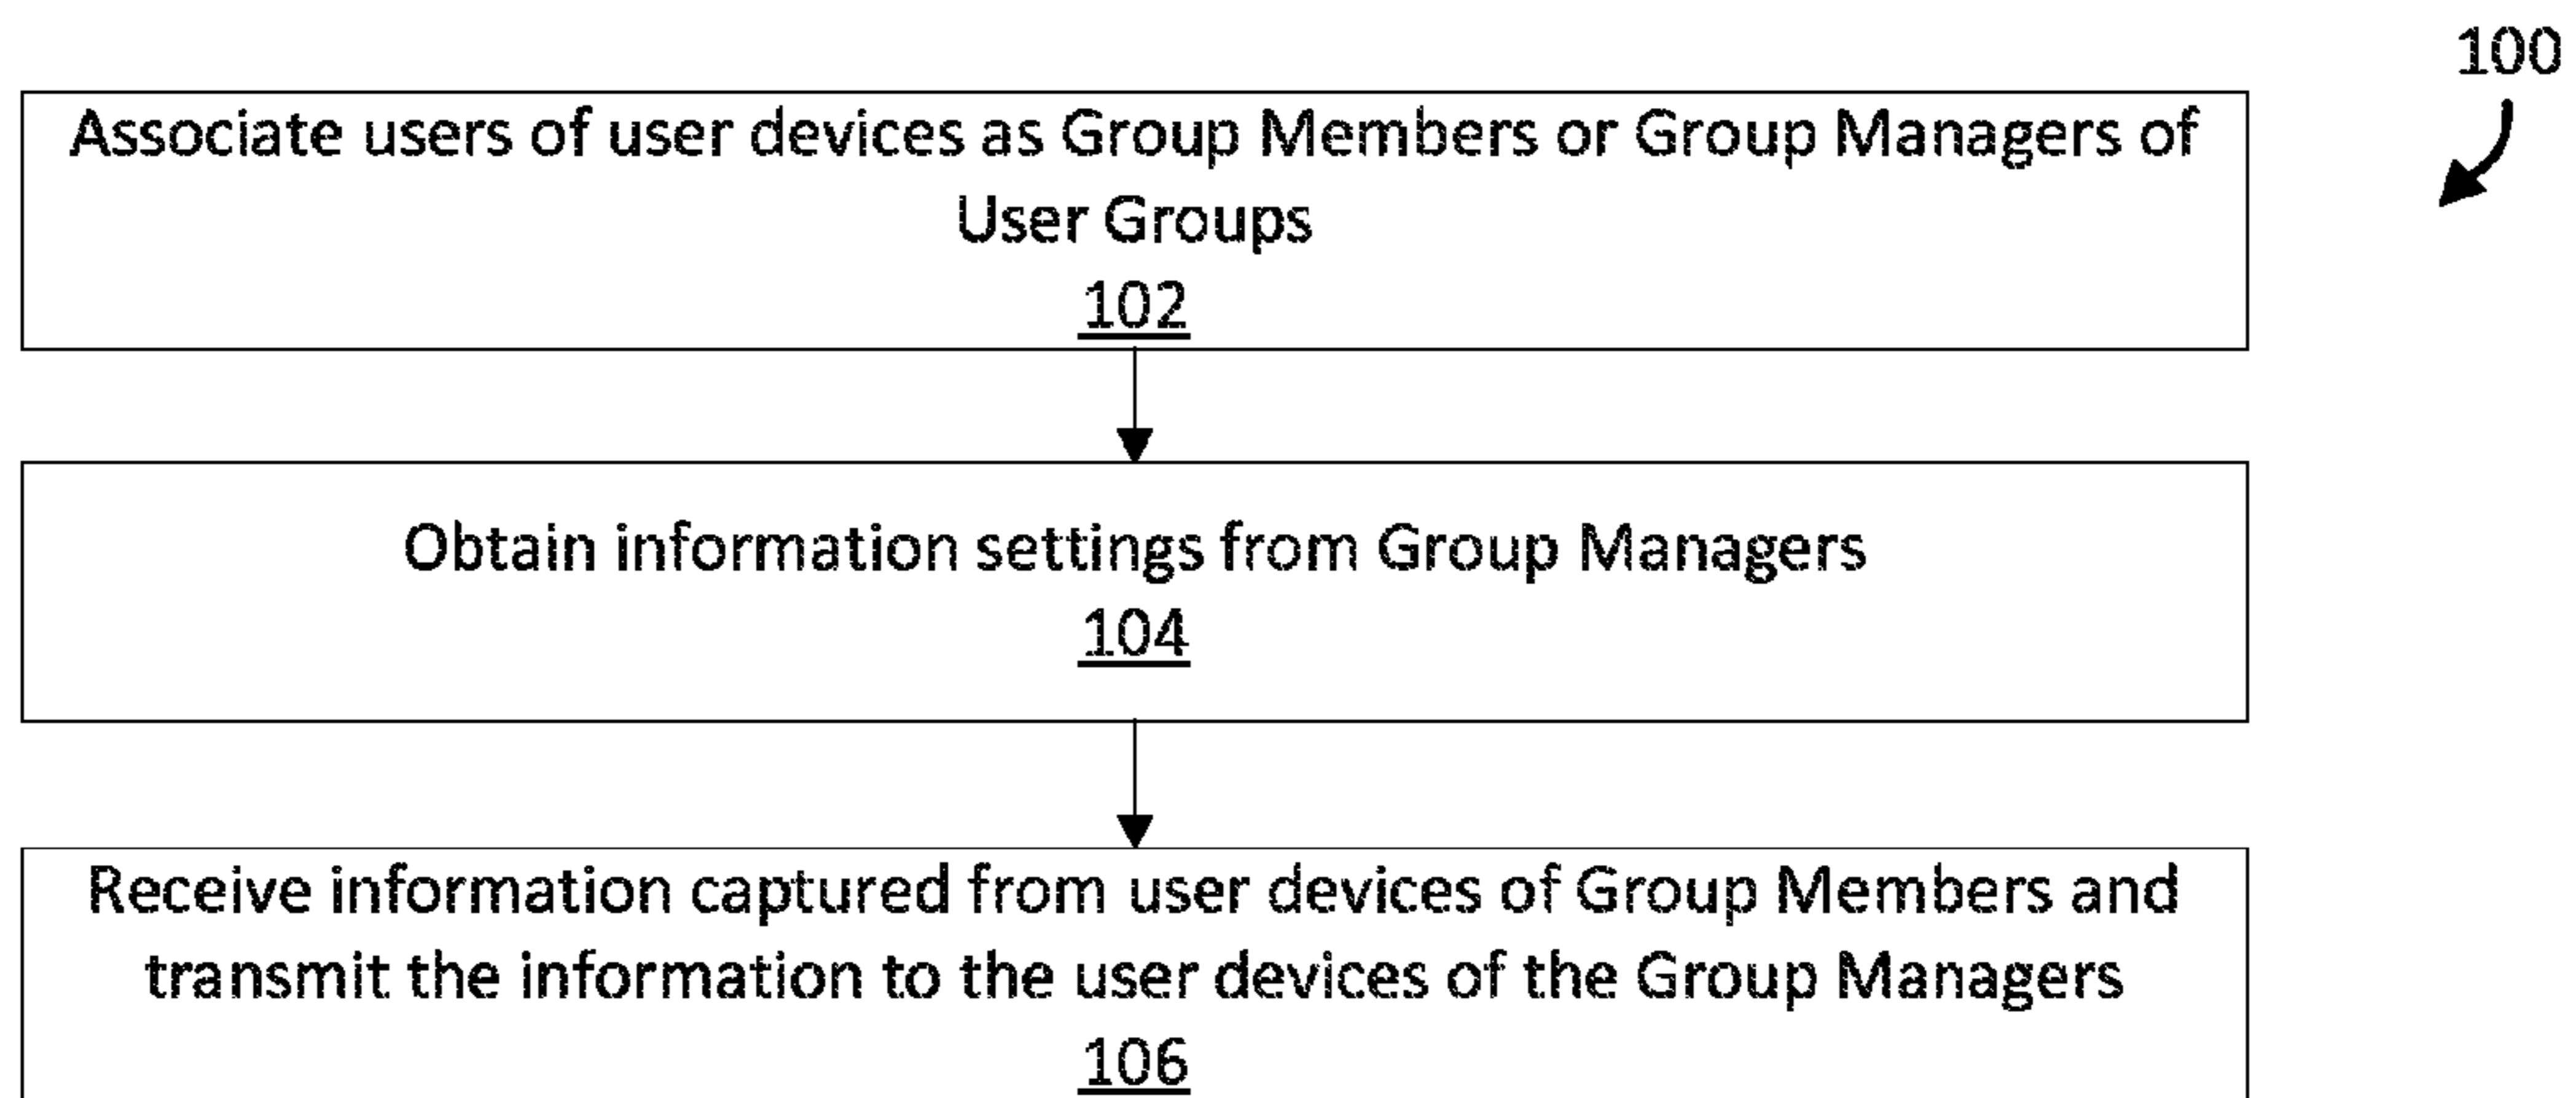 100
Associate users of user devices as Group Members or Group Managers of
User Groups
102
Obtain information settings from Group Managers
104
Receive information captured from user devices of Group Members and
transmit the information to the user devices of the Group Managers
106